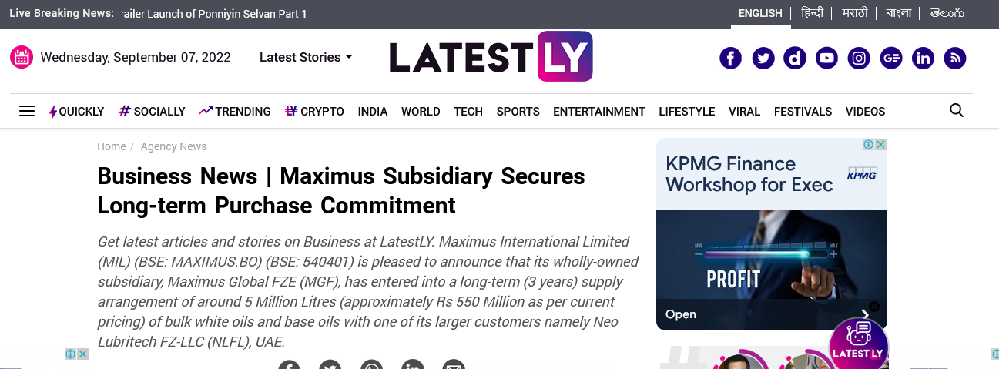 Live Breaking News: railer Launch of Ponniyin Selvan Part 1
ENGLISH हिन्दी मराठी বাংলা తెలుగు
Wednesday, September 07, 2022 Latest Stories LATESTLY
QUICKLY SOCIALLY TRENDING CRYPTO INDIA WORLD TECH SPORTS ENTERTAINMENT LIFESTYLE VIRAL FESTIVALS VIDEOS
Home / Agency News
Business News | Maximus Subsidiary Secures
Long-term Purchase Commitment
Get latest articles and stories on Business at LatestLY. Maximus International Limited
(MIL) (BSE: MAXIMUS.BO) (BSE: 540401) is pleased to announce that its wholly-owned
subsidiary, Maximus Global FZE (MGF), has entered into a long-term (3 years) supply
arrangement of around 5 Million Litres (approximately Rs 550 Million as per current
pricing) of bulk white oils and base oils with one of its larger customers namely Neo
Lubritech FZ-LLC (NLFL), UAE.
KPMG Finance
Workshop for Exec
KPMG
MIN MAX
PROFIT
Open
LATESTLY